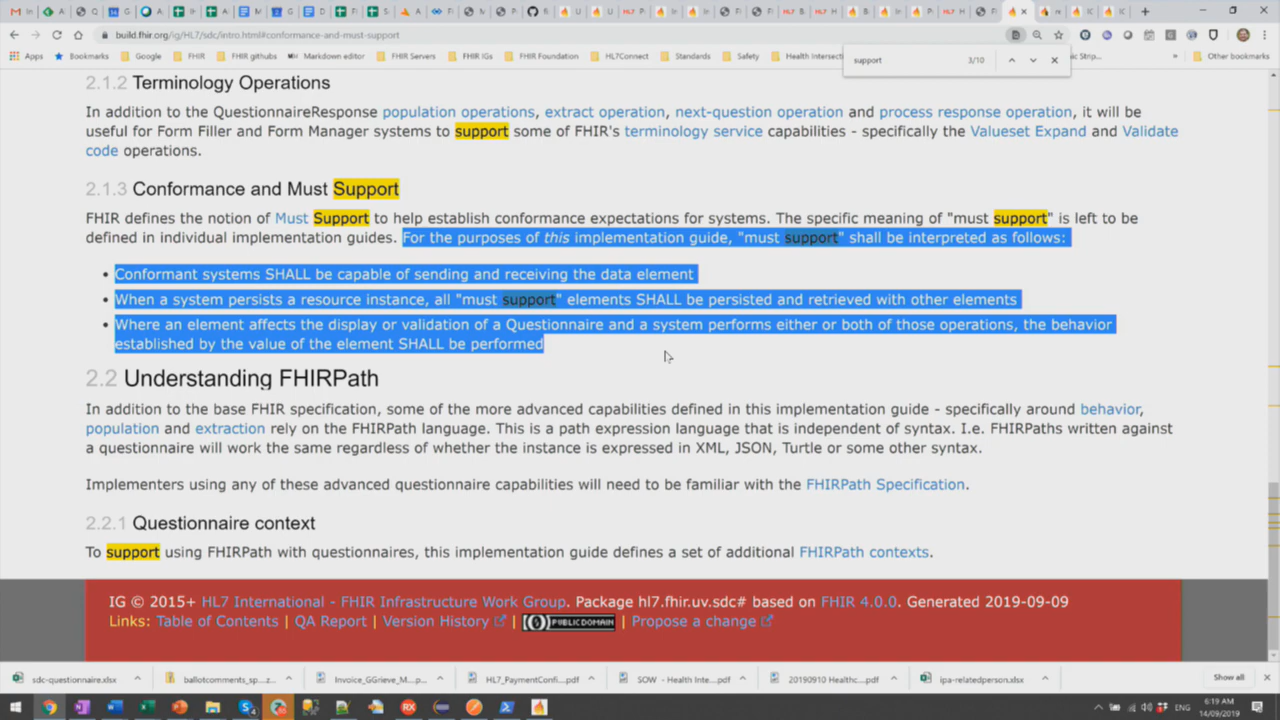 build.fhir.org/ig/HL7/sdc/intro.html#conformance-and-must-support
support 3/10
Apps Bookmarks Google FHIR FHIR githubs Markdown editor FHIR Servers FHIR IGs FHIR Foundation HL7Connect Standards Safety Health Intersecti Strip... » Other bookmarks
2.1.2 Terminology Operations
In addition to the QuestionnaireResponse population operations, extract operation, next-question operation and process response operation, it will be
useful for Form Filler and Form Manager systems to support some of FHIR's terminology service capabilities - specifically the Valueset Expand and Validate
code operations.
2.1.3 Conformance and Must Support
FHIR defines the notion of Must Support to help establish conformance expectations for systems. The specific meaning of "must support" is left to be
defined in individual implementation guides. For the purposes of this implementation guide, "must support" shall be interpreted as follows:
• Conformant systems SHALL be capable of sending and receiving the data element
• When a system persists a resource instance, all "must support" elements SHALL be persisted and retrieved with other elements
• Where an element affects the display or validation of a Questionnaire and a system performs either or both of those operations, the behavior
established by the value of the element SHALL be performed
2.2 Understanding FHIRPath
In addition to the base FHIR specification, some of the more advanced capabilities defined in this implementation guide - specifically around behavior,
population and extraction rely on the FHIRPath language. This is a path expression language that is independent of syntax. I.e. FHIRPaths written against
a questionnaire will work the same regardless of whether the instance is expressed in XML, JSON, Turtle or some other syntax.
Implementers using any of these advanced questionnaire capabilities will need to be familiar with the FHIRPath Specification.
2.2.1 Questionnaire context
To support using FHIRPath with questionnaires, this implementation guide defines a set of additional FHIRPath contexts.
IG © 2015+ HL7 International - FHIR Infrastructure Work Group. Package hl7.fhir.uv.sdc# based on FHIR 4.0.0. Generated 2019-09-09
Links: Table of Contents | QA Report | Version History | PUBLIC DOMAIN | Propose a change
sdc-questionnaire.xlsx ballotcomments_sp....z... Invoice_GGrieve_M....pdf HL7_PaymentConfi....pdf SOW - Health Inte....pdf 20190910 Healthc....pdf ipa-relatedperson.xlsx Show all
6:19 AM
ENG
14/09/2019